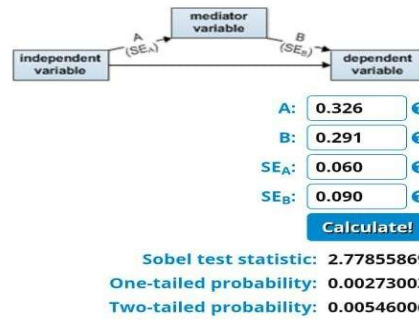 mediator
variable
A
(SEA)
B
(SEB)
independent
variable
dependent
variable
A: 0.326
B: 0.291
SEA: 0.060
SEB: 0.090
Calculate!
Sobel test statistic: 2.7785586
One-tailed probability: 0.0027300
Two-tailed probability: 0.0054600